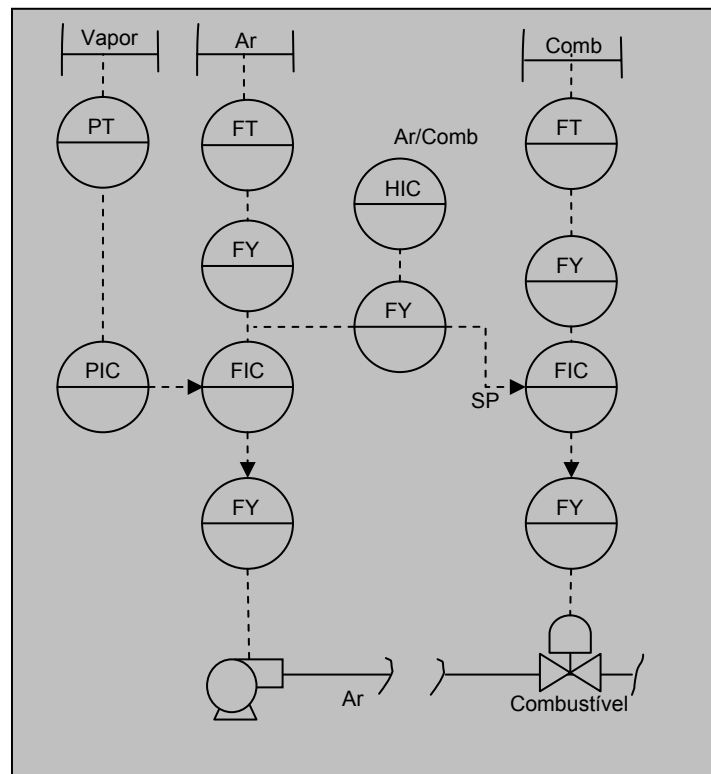 Vapor
Ar
Comb
PT
FT
Ar/Comb
HIC
FT
FY
FY
FY
PIC
FIC
FIC
SP
FY
FY
Ar
Combustível